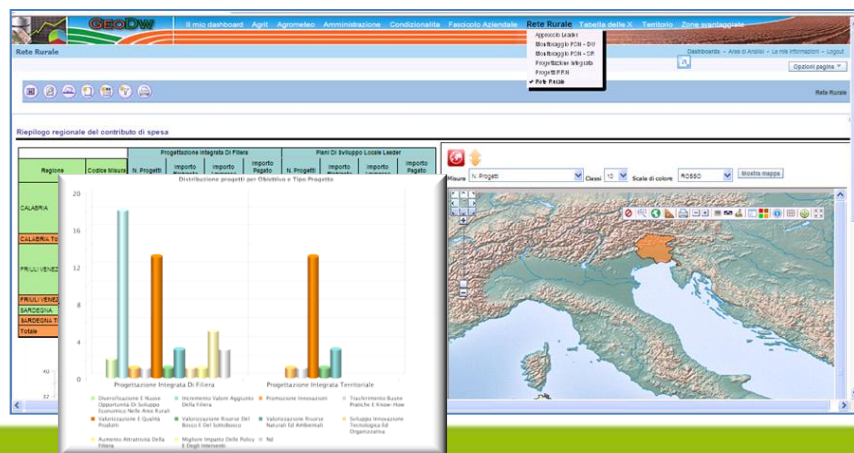 GEODW
Il mio dashboard Agrit Agrometeo Amministrazione Condizionalita Fascicolo Aziendale Rete Rurale Tabella delle X Territorio Zone svantaggiate
Approccio Leader
Monitoraggio PSN - DW
Monitoraggio PSN - SR
Progettazione Integrata
Progetti P.R.N
Rete Rurale
Rete Rurale
Dashboards - Aree di Analisi - Le mie Informazioni - Logout
Opzioni pagina
Rete Rurale
Riepilogo regionale del contributo di spesa
Progettazione Integrata Di Filiera Piani Di Sviluppo Locale Leader
Regione Codice Misura N. Progetti Importo Importo Importo Pagato N. Progetti Importo Importo Importo Pagato
CALABRIA
CALABRIA
FRIULI
FRIULI
SARDEGNA
SARDEGNA
Totale
Misura N. Progetti Classi 10 Scala di colore ROSSO Mostra mappa
Distribuzione progetti per Obiettivo e Tipo Progetto
20
16
12
8
4
0
Progettazione Integrata Di Filiera Progettazione Integrata Territoriale
Diversificazione E Nuove Opportunità Di Sviluppo Economico Nelle Aree Rurali
Incremento Valore Aggiunto Della Filiera
Promozione Innovazioni
Trasferimento Buone Pratiche E Know-How
Valorizzazione E Qualità Prodotti
Valorizzazione Risorse Del Bosco E Del Sottobosco
Valorizzazione Risorse Naturali Ed Ambientali
Sviluppo Innovazione Tecnologica Ed Organizzativa
Aumento Attrattività Della Filiera
Migliore Impatto Delle Policy E Degli Interventi
Nd